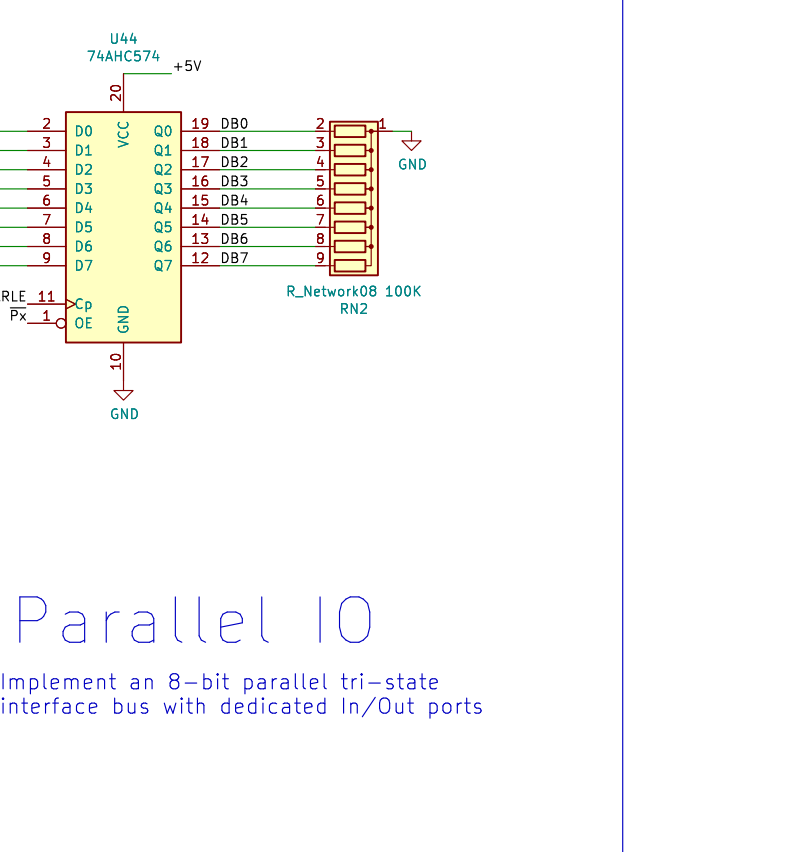 U44
74AHC574
+5V
20
VCC
2 D0 Q0 19 DB0 2 1
3 D1 Q1 18 DB1 3
4 D2 Q2 17 DB2 4
5 D3 Q3 16 DB3 5
6 D4 Q4 15 DB4 6
7 D5 Q5 14 DB5 7
8 D6 Q6 13 DB6 8
9 D7 Q7 12 DB7 9
GND
R_Network08 100K
RN2
RLE 11 Cp
Px 1 OE
GND
10
GND
Parallel IO
Implement an 8-bit parallel tri-state
interface bus with dedicated In/Out ports